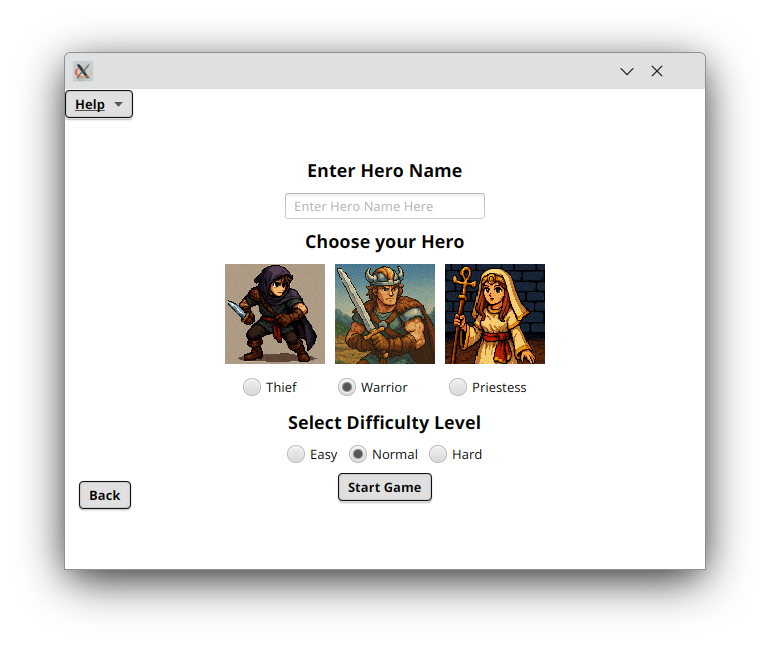 Help
Enter Hero Name
Enter Hero Name Here
Choose your Hero
Thief Warrior Priestess
Select Difficulty Level
Easy Normal Hard
Start Game
Back